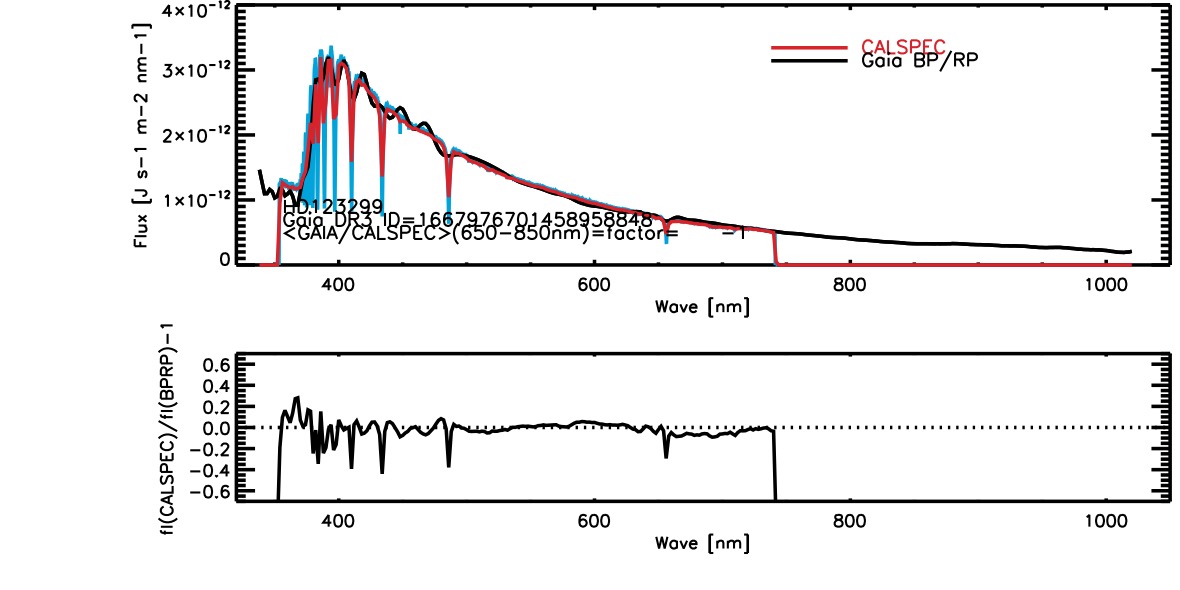 4×10−12
3×10−12
2×10−12
1×10−12
0
Flux [J s−1 m−2 nm−1]
CALSPEC
Gaia BP/RP
HD123299
Gaia DR3 ID=1667976701458958848
<GAIA/CALSPEC>(650−850nm)=factor= −1
400 600 800 1000
Wave [nm]
fl(CALSPEC)/fl(BPRP)−1
0.6
0.4
0.2
0.0
−0.2
−0.4
−0.6
400 600 800 1000
Wave [nm]